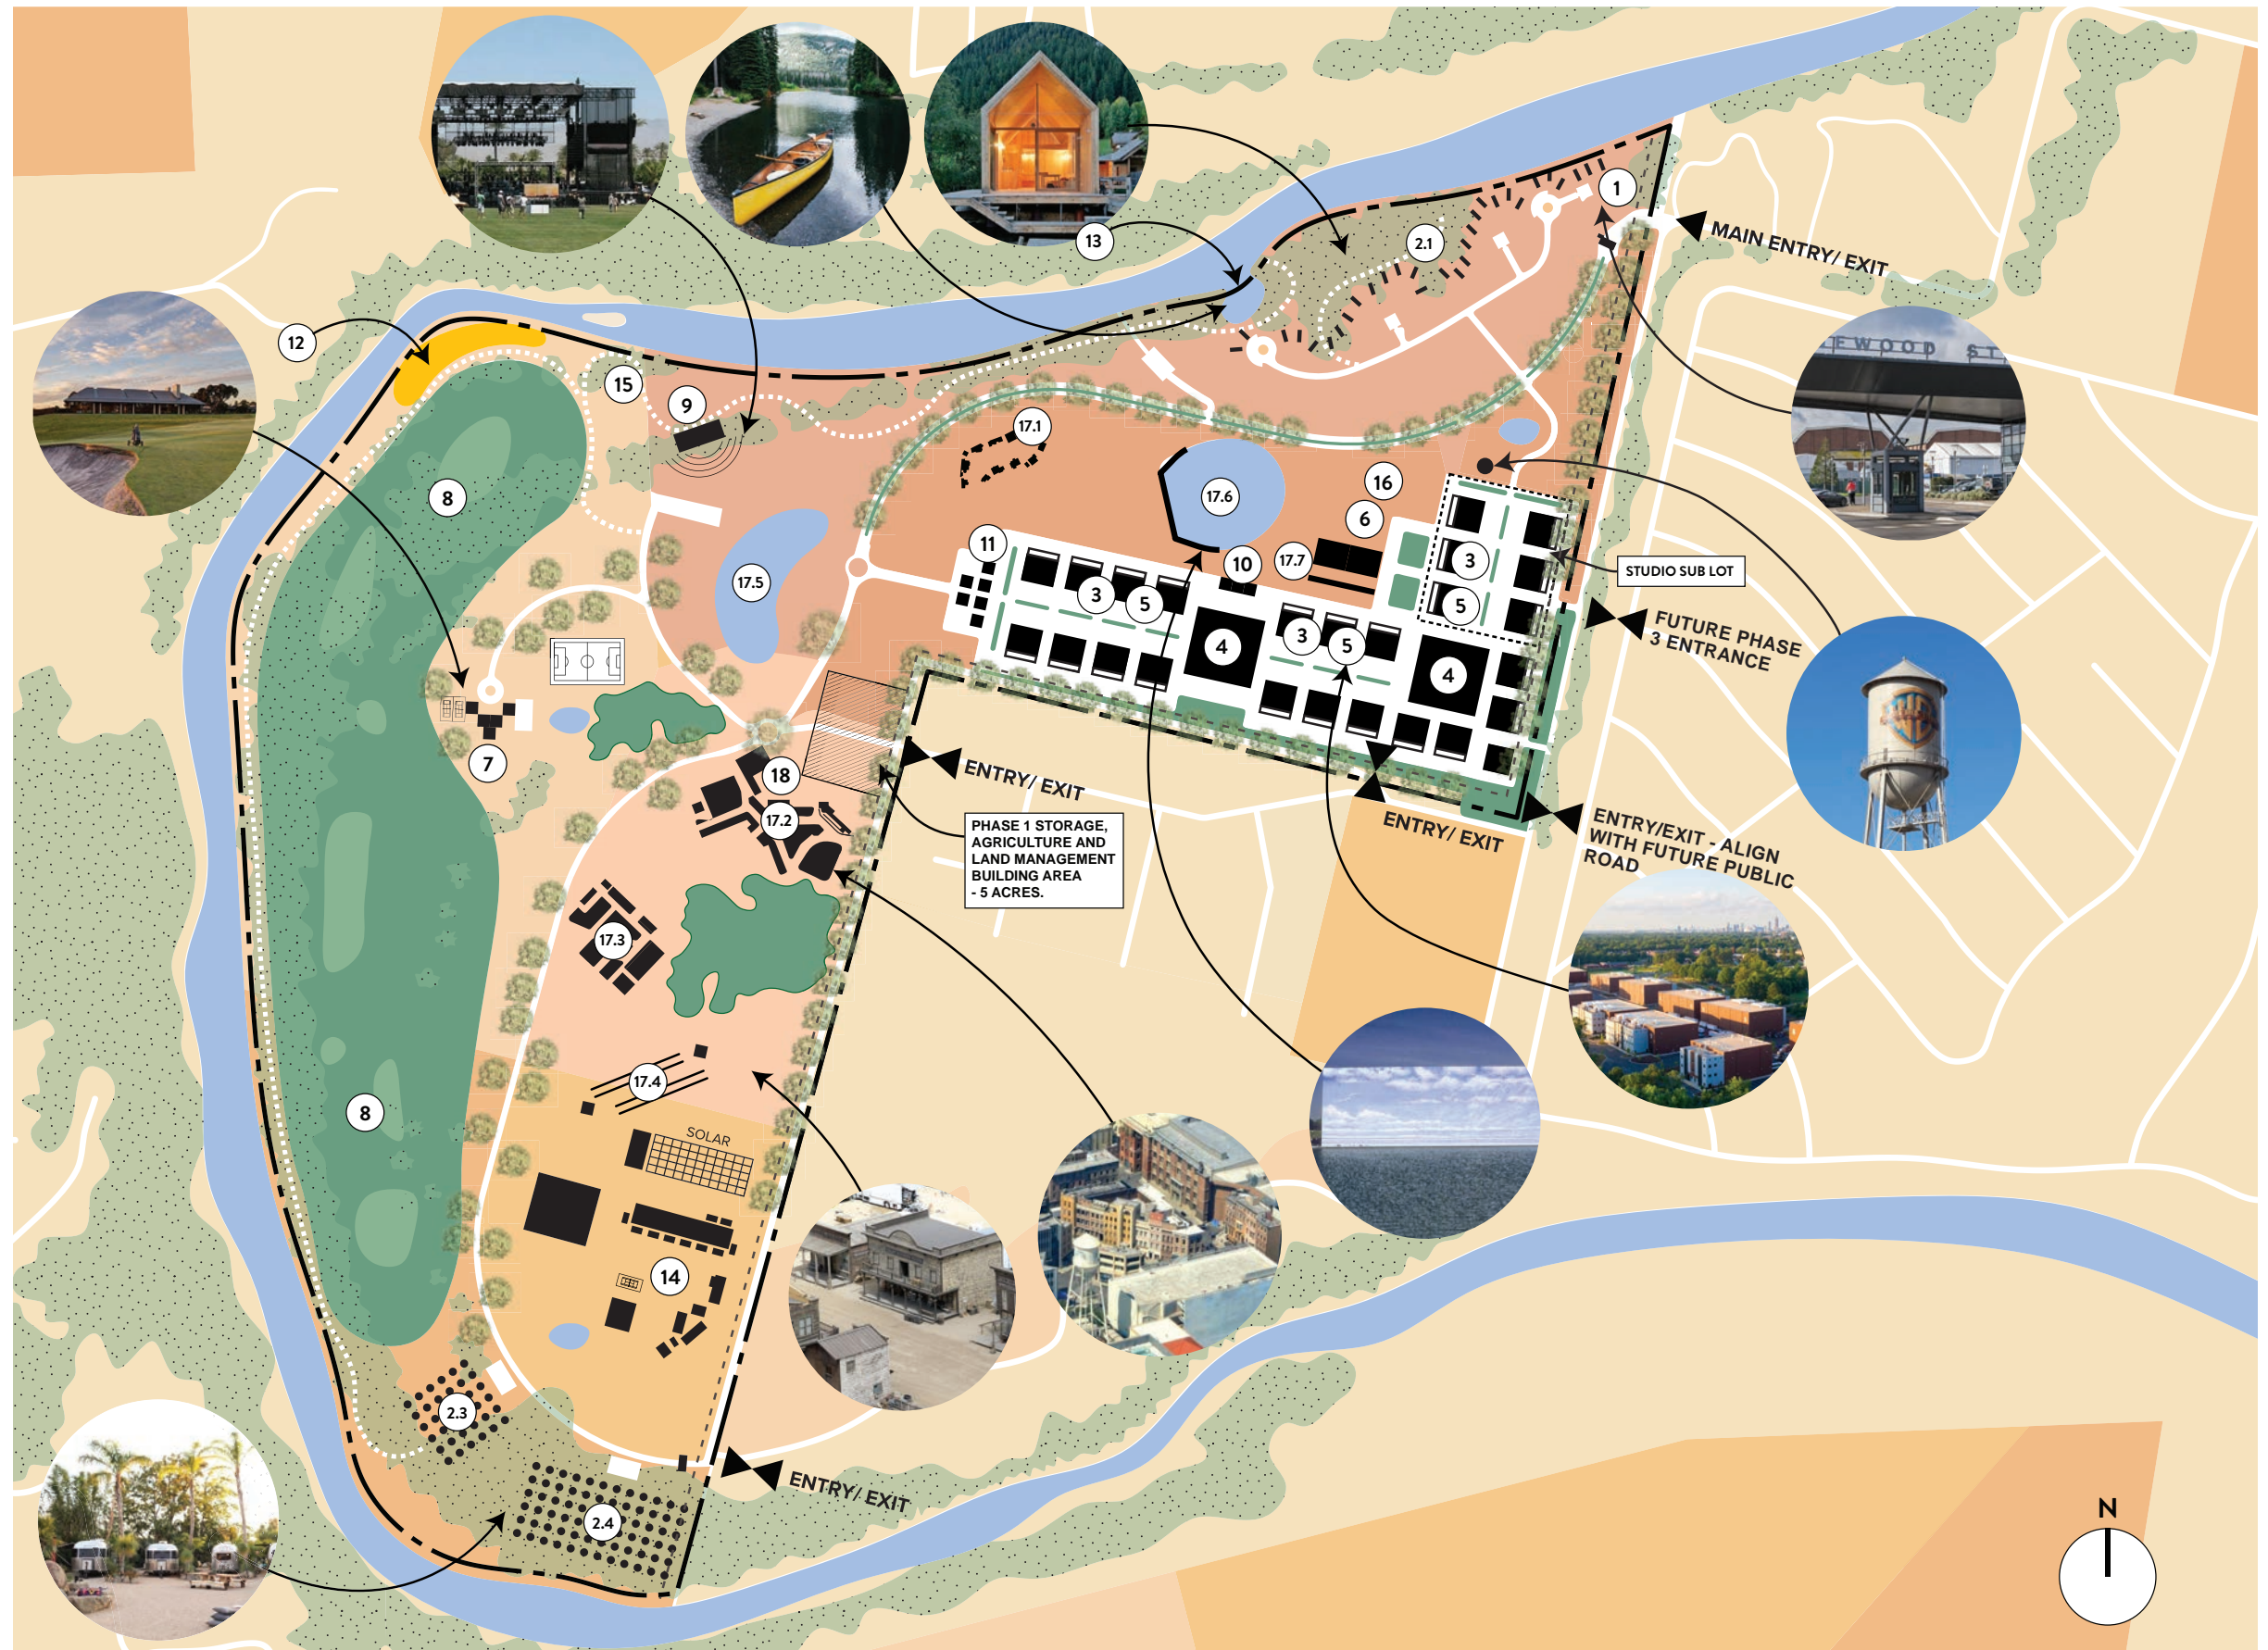 13
2.1
1
MAIN ENTRY/ EXIT
12
EWOOD ST
15
9
17.1
8
17.6
16
6
11
10
17.7
3
STUDIO SUB LOT
17.5
3
5
5
3
5
FUTURE PHASE
3 ENTRANCE
4
4
7
18
ENTRY/ EXIT
17.2
PHASE 1 STORAGE,
AGRICULTURE AND
LAND MANAGEMENT
BUILDING AREA
- 5 ACRES.
ENTRY/ EXIT
ENTRY/EXIT - ALIGN
WITH FUTURE PUBLIC
ROAD
17.3
17.4
8
SOLAR
14
2.3
ENTRY/ EXIT
2.4
N